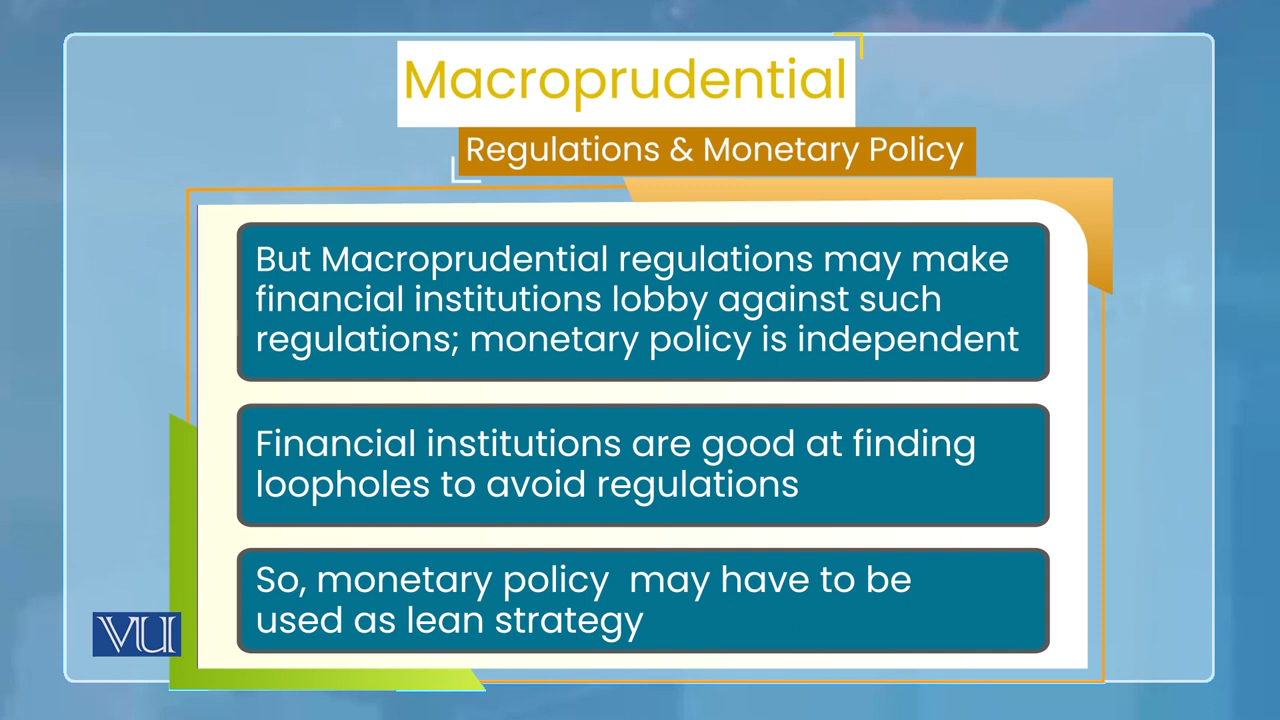 Macroprudential
Regulations & Monetary Policy
But Macroprudential regulations may make
financial institutions lobby against such
regulations; monetary policy is independent
Financial institutions are good at finding
loopholes to avoid regulations
So, monetary policy  may have to be
used as lean strategy
VU